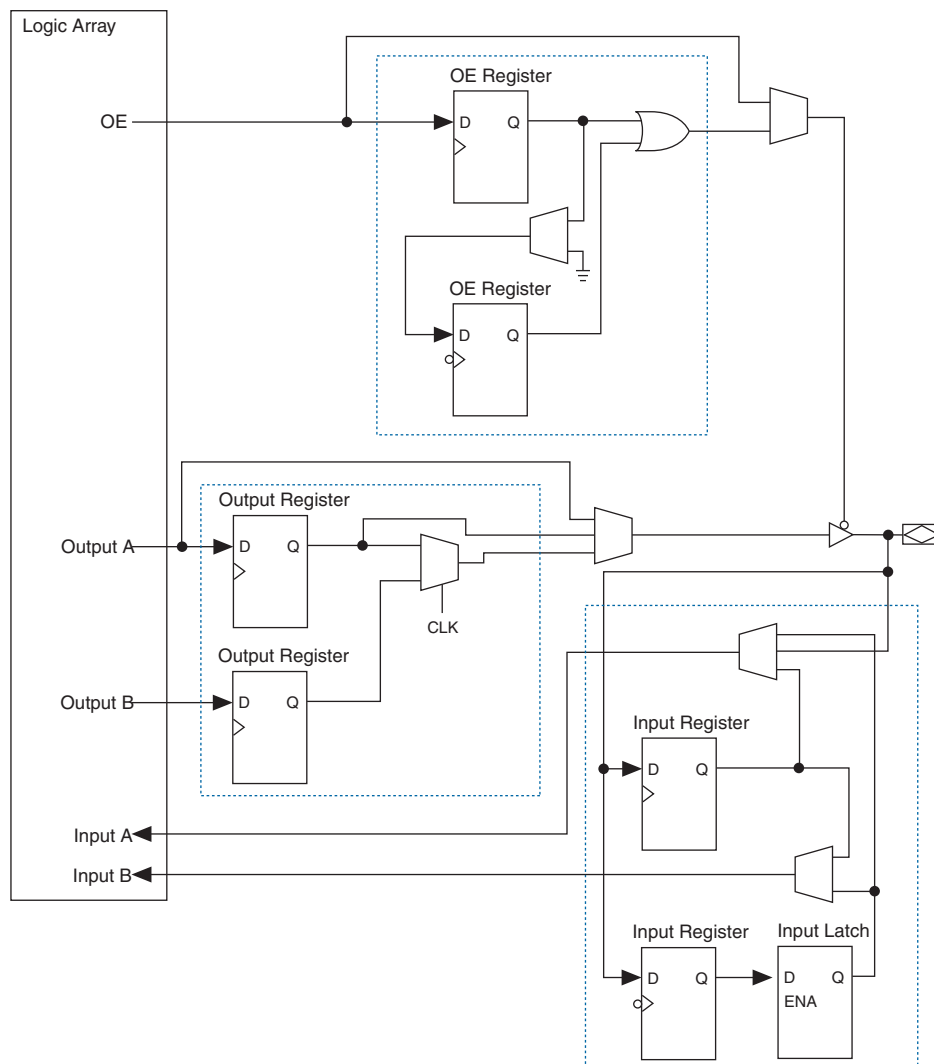 Logic Array
OE
OE Register
D Q
OE Register
D Q
Output A
Output Register
D Q
CLK
Output B
Output Register
D Q
Input A
Input B
Input Register
D Q
Input Register
D Q
Input Latch
D Q
ENA